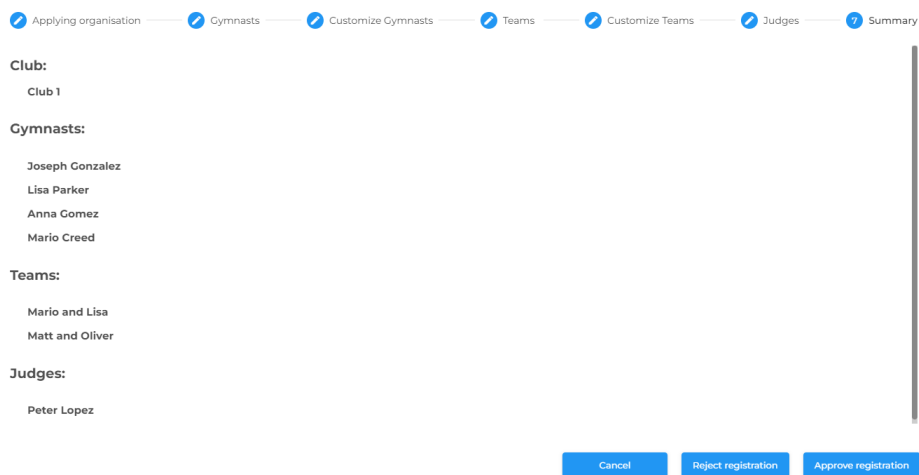 Applying organisation Gymnasts Customize Gymnasts Teams Customize Teams Judges 7 Summary
Club:
Club 1
Gymnasts:
Joseph Gonzalez
Lisa Parker
Anna Gomez
Mario Creed
Teams:
Mario and Lisa
Matt and Oliver
Judges:
Peter Lopez
Cancel Reject registration Approve registration